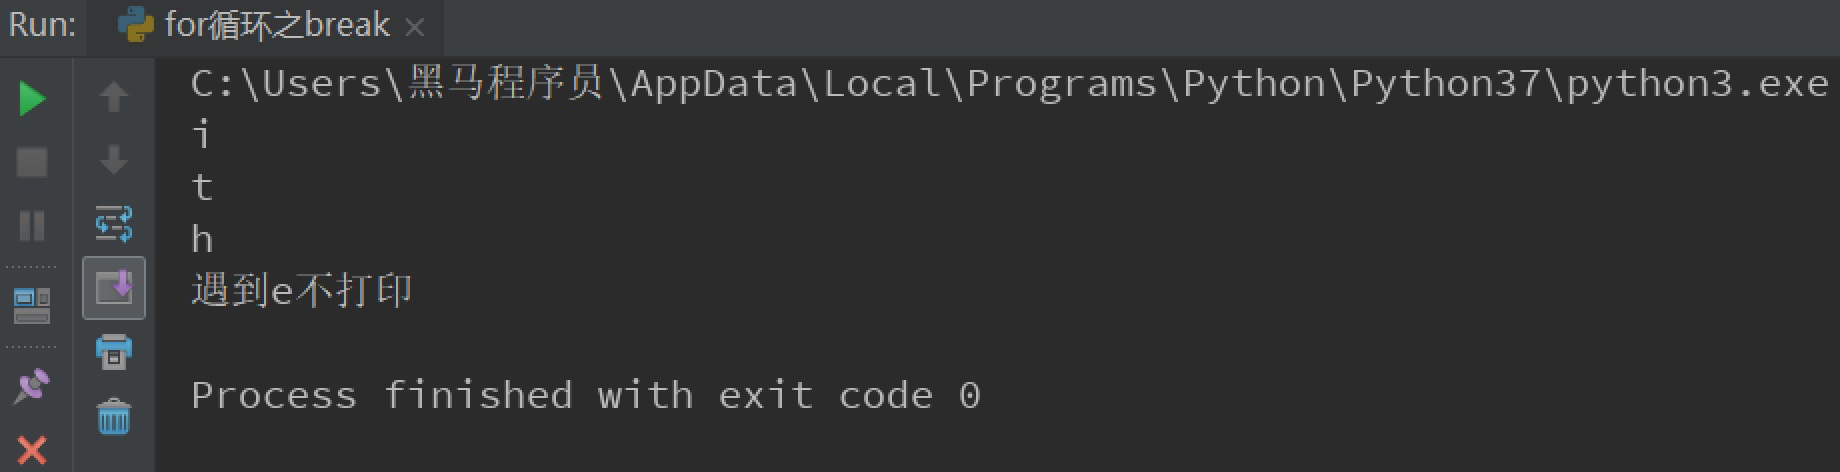 Run: for循环之break
C:\Users\黑马程序员\AppData\Local\Programs\Python\Python37\python3.exe
i
t
h
遇到e不打印
Process finished with exit code 0